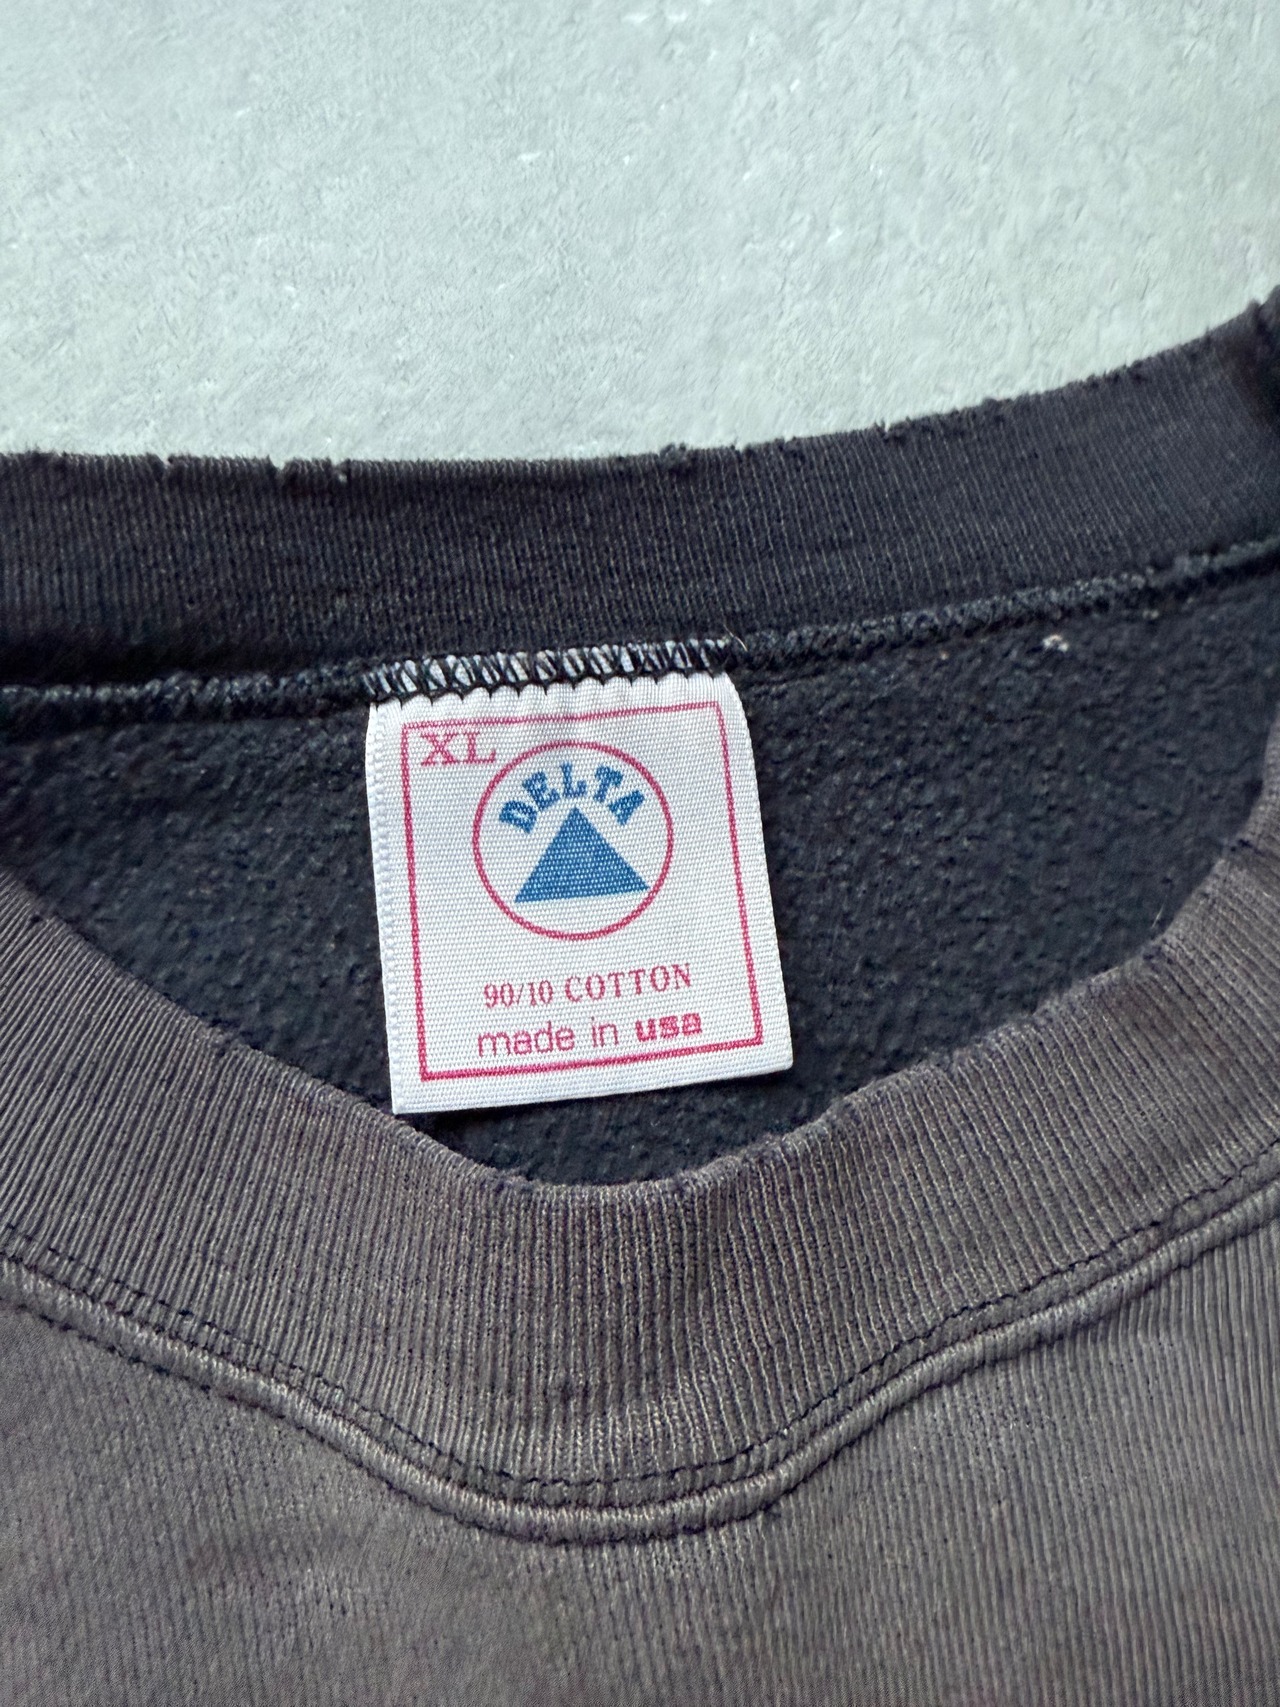 XL
DELTA
90/10 COTTON
made in usa